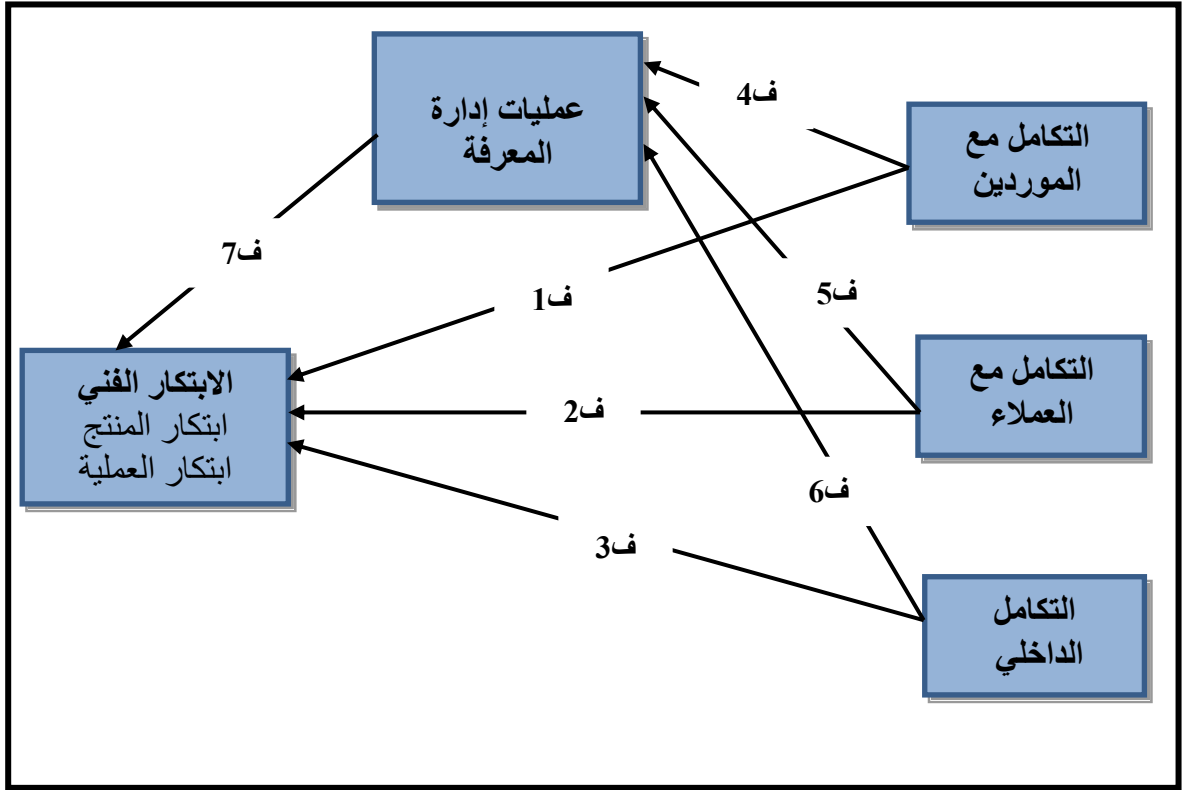 عمليات إدارة
المعرفة
ف4
التكامل مع
الموردين
ف7
ف1
ف5
الابتكار الفني
ابتكار المنتج
ابتكار العملية
ف2
التكامل مع
العملاء
ف6
ف3
التكامل
الداخلي